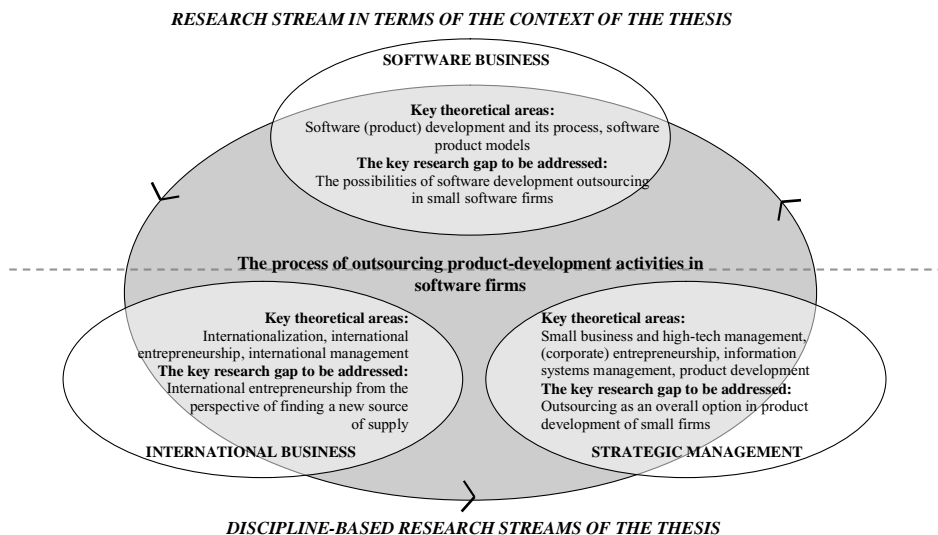 RESEARCH STREAM IN TERMS OF THE CONTEXT OF THE THESIS
SOFTWARE BUSINESS
Key theoretical areas:
Software (product) development and its process, software
product models
The key research gap to be addressed:
The possibilities of software development outsourcing
in small software firms
The process of outsourcing product-development activities in
software firms
Key theoretical areas:
Internationalization, international
entrepreneurship, international management
The key research gap to be addressed:
International entrepreneurship from the
perspective of finding a new source
of supply
INTERNATIONAL BUSINESS
Key theoretical areas:
Small business and high-tech management,
(corporate) entrepreneurship, information
systems management, product development
The key research gap to be addressed:
Outsourcing as an overall option in product
development of small firms
STRATEGIC MANAGEMENT
DISCIPLINE-BASED RESEARCH STREAMS OF THE THESIS